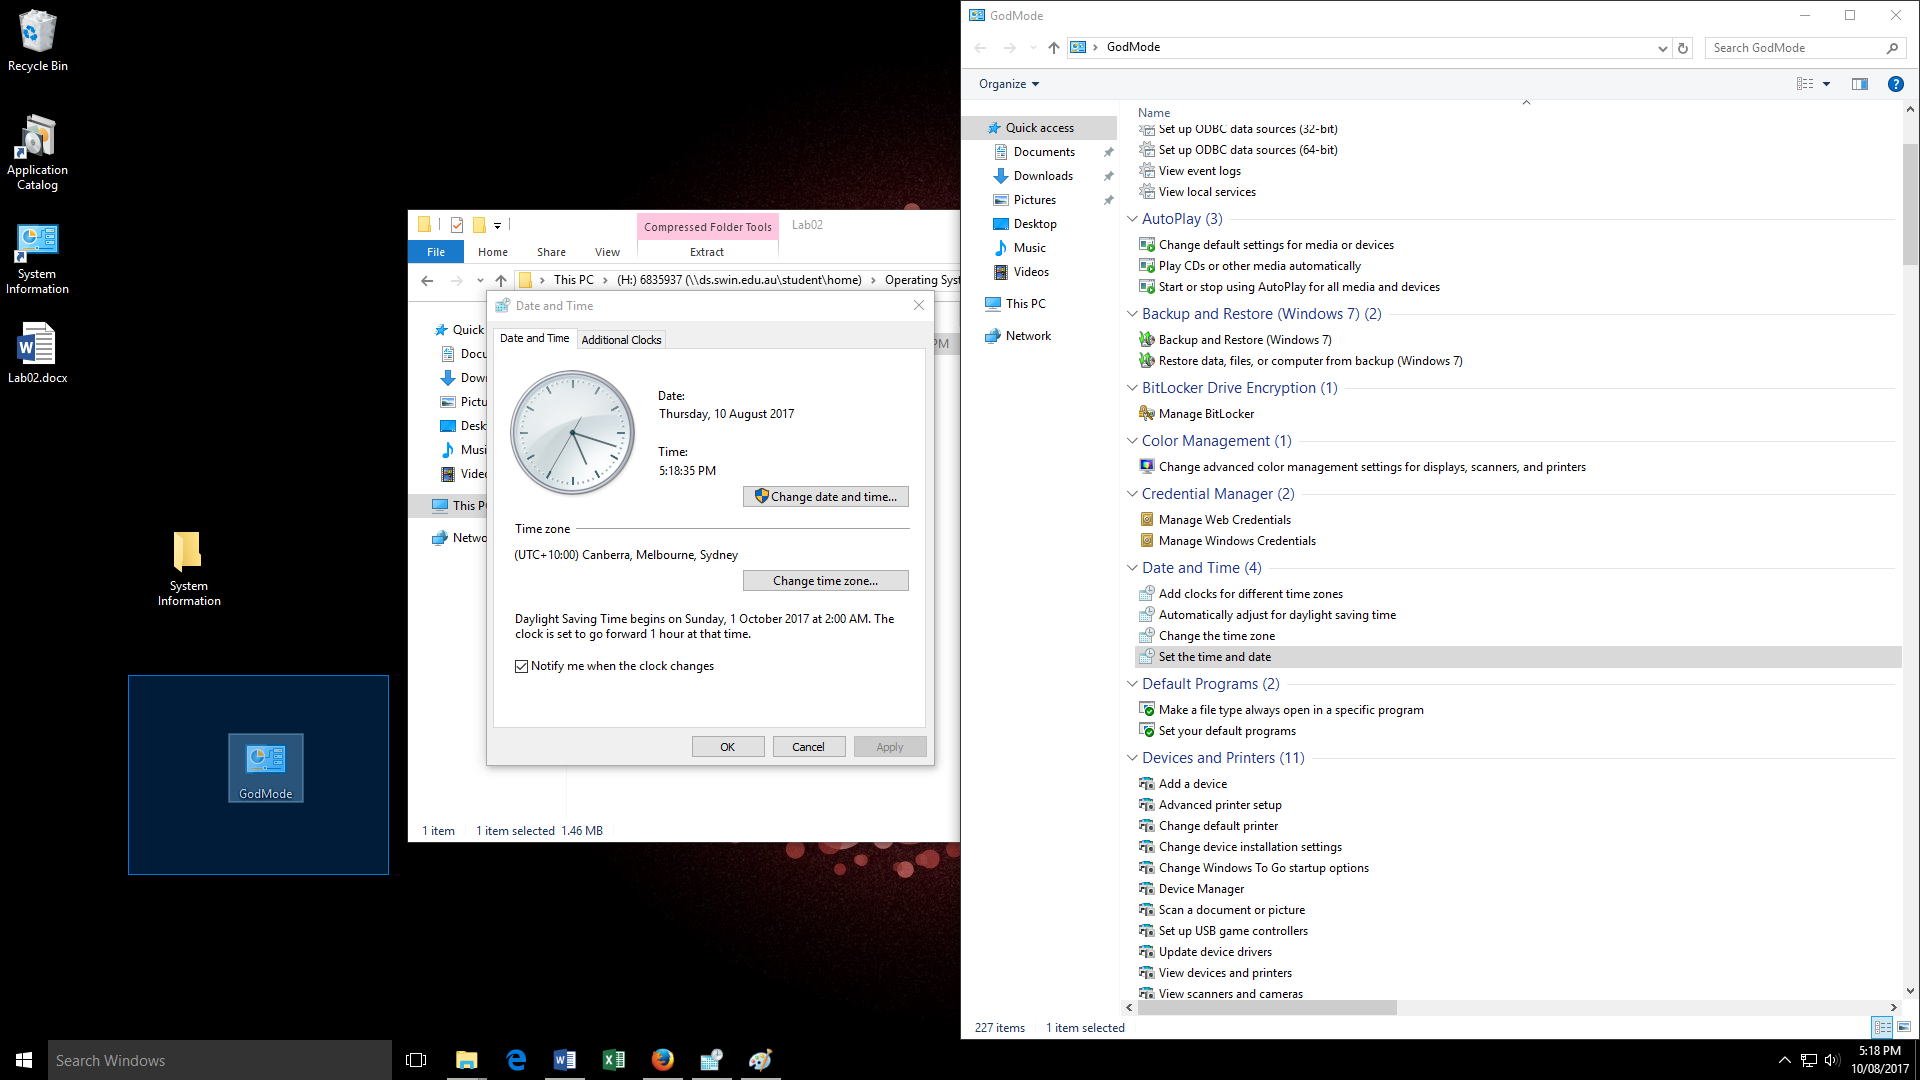 Recycle Bin
Application
Catalog
System
Information
Lab02.docx
System
Information
GodMode
Compressed Folder Tools
Lab02
File
Home
Share
View
Extract
This PC
(H:) 6835937 (\\ds.swin.edu.au\student\home)
Operating Syst
Quick
Docu
Down
Pictu
Desk
Musi
Video
This P
Netwo
PM
1 item
1 item selected 1.46 MB
Date and Time
Date and Time
Additional Clocks
Date:
Thursday, 10 August 2017
Time:
5:18:35 PM
Change date and time...
Time zone
(UTC+10:00) Canberra, Melbourne, Sydney
Change time zone...
Daylight Saving Time begins on Sunday, 1 October 2017 at 2:00 AM. The
clock is set to go forward 1 hour at that time.
Notify me when the clock changes
OK
Cancel
Apply
GodMode
GodMode
Search GodMode
Organize
Quick access
Documents
Downloads
Pictures
Desktop
Music
Videos
This PC
Network
Name
Set up ODBC data sources (32-bit)
Set up ODBC data sources (64-bit)
View event logs
View local services
AutoPlay (3)
Change default settings for media or devices
Play CDs or other media automatically
Start or stop using AutoPlay for all media and devices
Backup and Restore (Windows 7) (2)
Backup and Restore (Windows 7)
Restore data, files, or computer from backup (Windows 7)
BitLocker Drive Encryption (1)
Manage BitLocker
Color Management (1)
Change advanced color management settings for displays, scanners, and printers
Credential Manager (2)
Manage Web Credentials
Manage Windows Credentials
Date and Time (4)
Add clocks for different time zones
Automatically adjust for daylight saving time
Change the time zone
Set the time and date
Default Programs (2)
Make a file type always open in a specific program
Set your default programs
Devices and Printers (11)
Add a device
Advanced printer setup
Change default printer
Change device installation settings
Change Windows To Go startup options
Device Manager
Scan a document or picture
Set up USB game controllers
Update device drivers
View devices and printers
View scanners and cameras
227 items
1 item selected
Search Windows
5:18 PM
10/08/2017